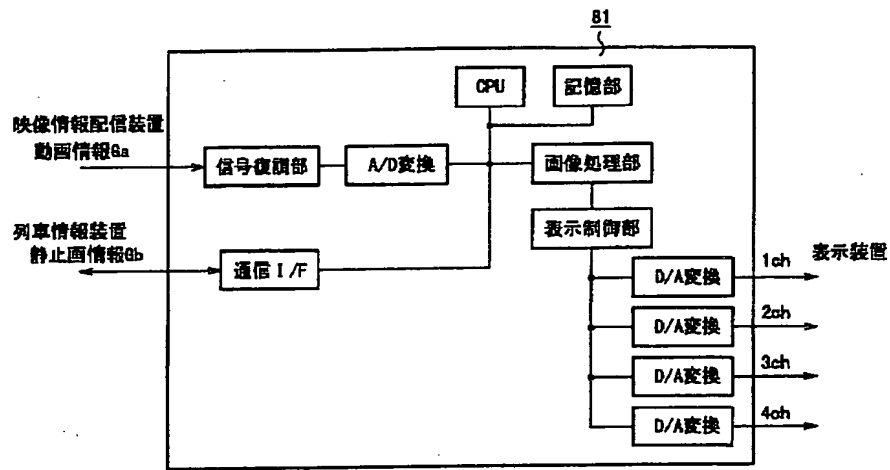 81
CPU
記憶部
映像情報配信装置
動画情報Ga
信号復調部
A/D変換
画像処理部
列車情報装置
静止画情報Gb
通信I/F
表示制御部
D/A変換
1ch
表示装置
D/A変換
2ch
D/A変換
3ch
D/A変換
4ch